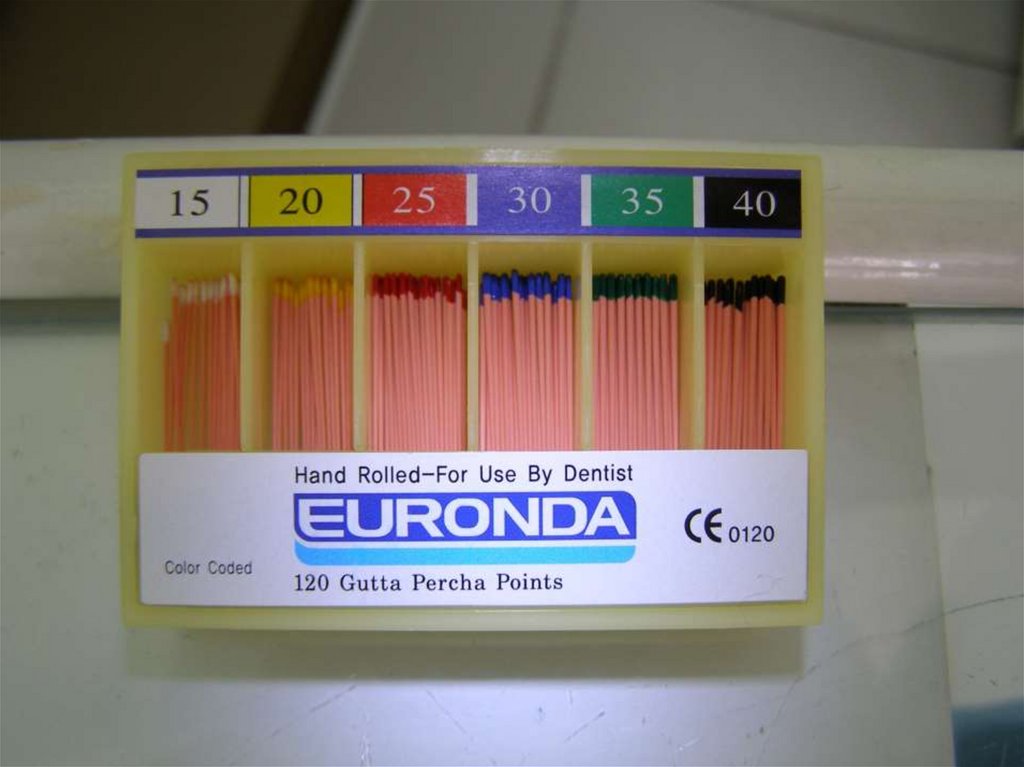 15 20 25 30 35 40
Hand Rolled-For Use By Dentist
EURONDA
CE 0120
Color Coded
120 Gutta Percha Points